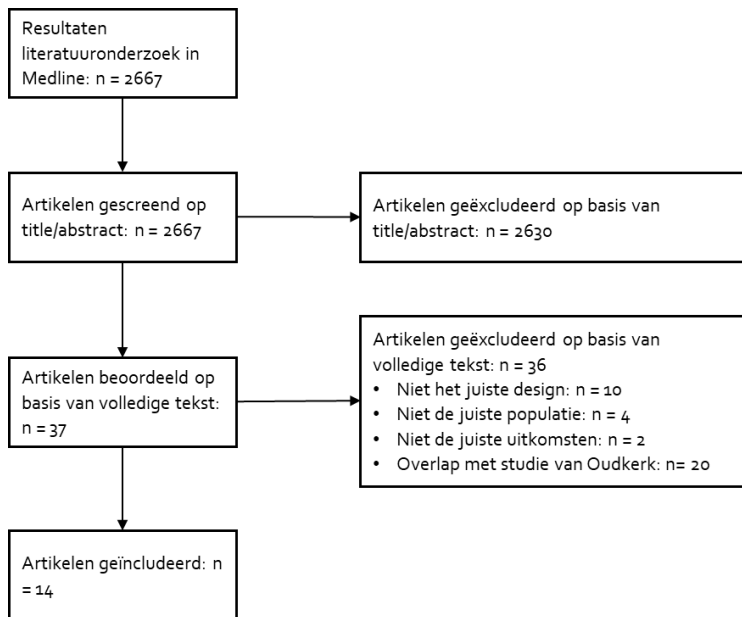 Resultaten
literatuuronderzoek in
Medline: n = 2667
Artikelen gescreend op
title/abstract: n = 2667
Artikelen geëxcludeerd op basis van
title/abstract: n = 2630
Artikelen beoordeeld op
basis van volledige tekst:
n = 37
Artikelen geëxcludeerd op basis van
volledige tekst: n = 36
• Niet het juiste design: n = 10
• Niet de juiste populatie: n = 4
• Niet de juiste uitkomsten: n = 2
• Overlap met studie van Oudkerk: n= 20
Artikelen geïncludeerd: n
= 14